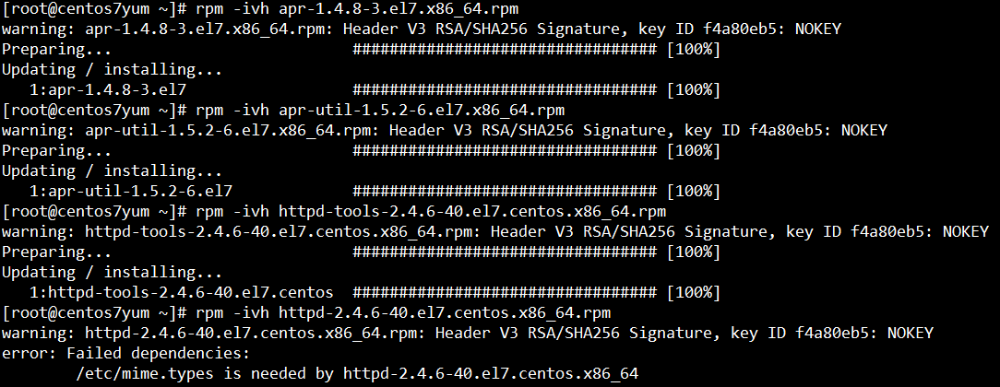 [root@centos7yum ~]# rpm -ivh apr-1.4.8-3.el7.x86_64.rpm
warning: apr-1.4.8-3.el7.x86_64.rpm: Header V3 RSA/SHA256 Signature, key ID f4a80eb5: NOKEY
Preparing...                          ################################# [100%]
Updating / installing...
   1:apr-1.4.8-3.el7                  ################################# [100%]
[root@centos7yum ~]# rpm -ivh apr-util-1.5.2-6.el7.x86_64.rpm
warning: apr-util-1.5.2-6.el7.x86_64.rpm: Header V3 RSA/SHA256 Signature, key ID f4a80eb5: NOKEY
Preparing...                          ################################# [100%]
Updating / installing...
   1:apr-util-1.5.2-6.el7             ################################# [100%]
[root@centos7yum ~]# rpm -ivh httpd-tools-2.4.6-40.el7.centos.x86_64.rpm
warning: httpd-tools-2.4.6-40.el7.centos.x86_64.rpm: Header V3 RSA/SHA256 Signature, key ID f4a80eb5: NOKEY
Preparing...                          ################################# [100%]
Updating / installing...
   1:httpd-tools-2.4.6-40.el7.centos  ################################# [100%]
[root@centos7yum ~]# rpm -ivh httpd-2.4.6-40.el7.centos.x86_64.rpm
warning: httpd-2.4.6-40.el7.centos.x86_64.rpm: Header V3 RSA/SHA256 Signature, key ID f4a80eb5: NOKEY
error: Failed dependencies:
        /etc/mime.types is needed by httpd-2.4.6-40.el7.centos.x86_64